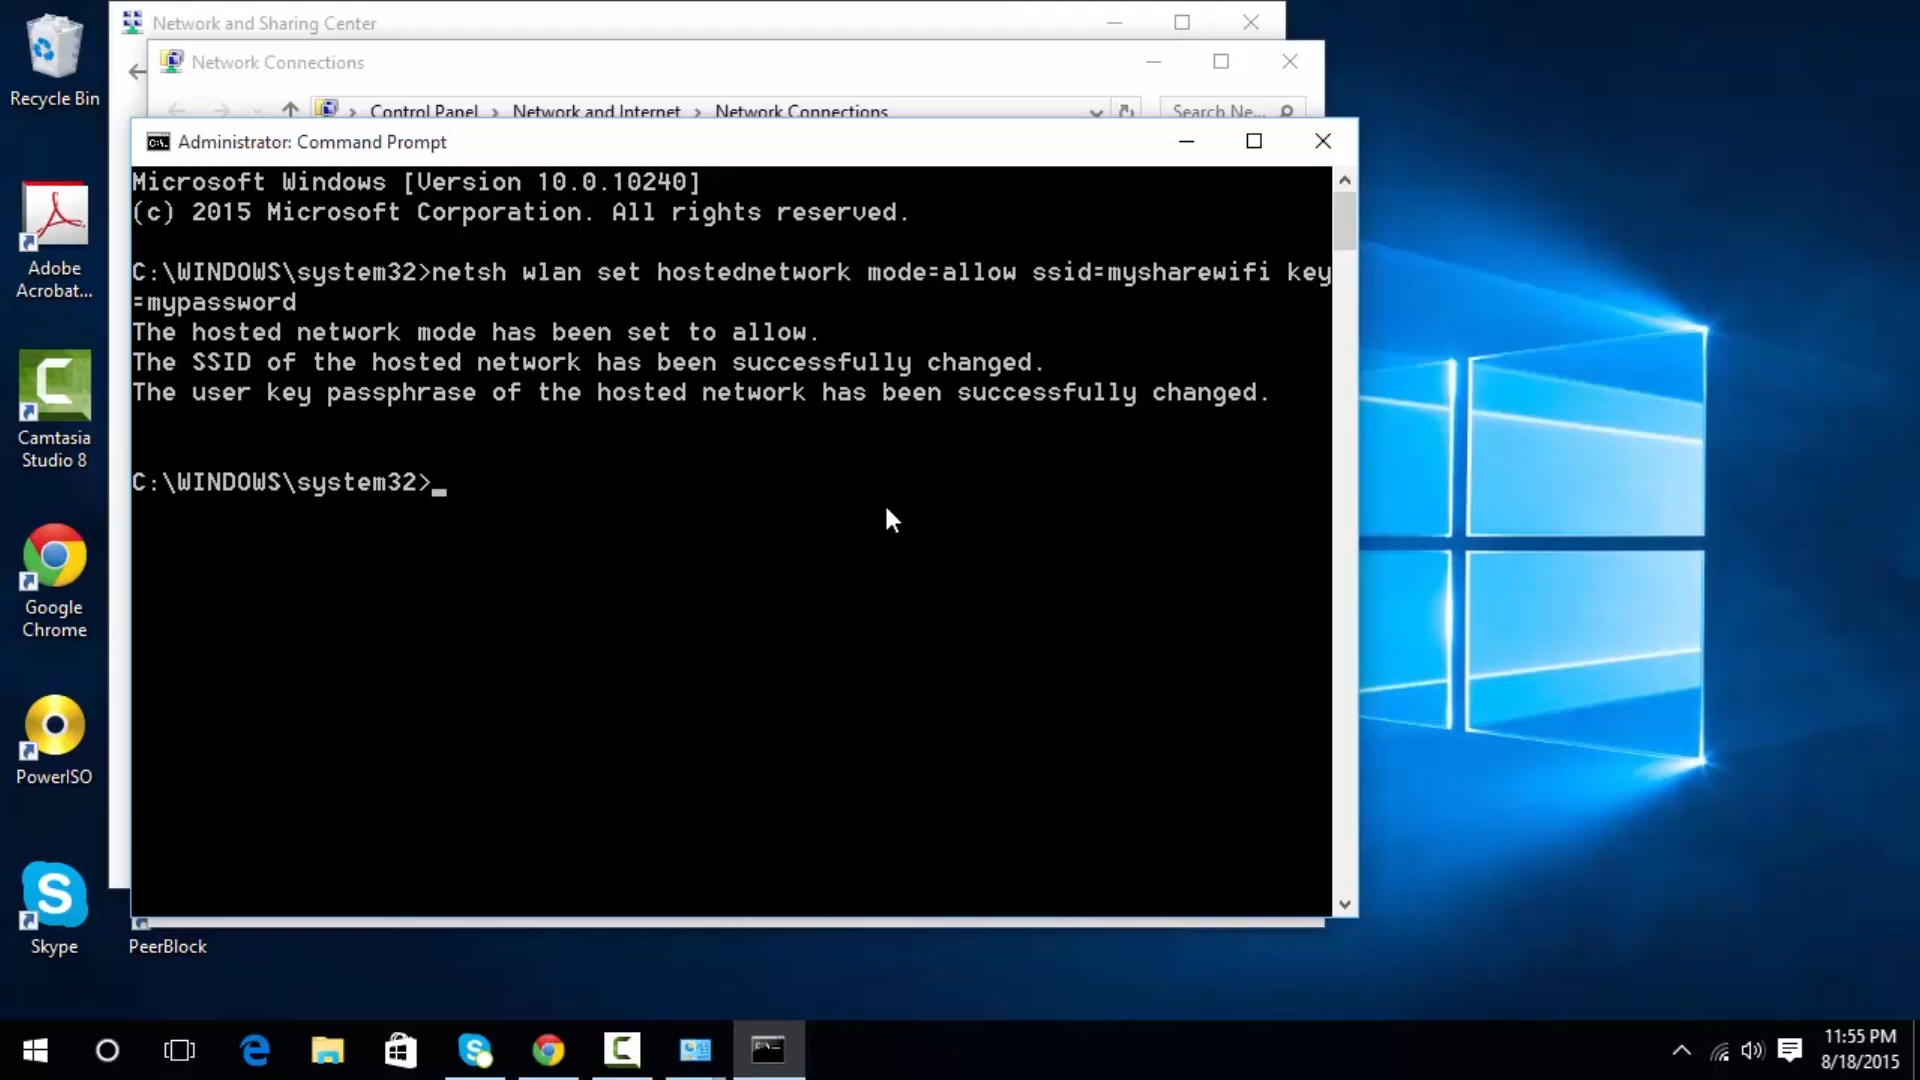 Network and Sharing Center
Network Connections
Control Panel > Network and Internet > Network Connections
Search Ne...
Administrator: Command Prompt
Microsoft Windows [Version 10.0.10240]
(c) 2015 Microsoft Corporation. All rights reserved.
C:\WINDOWS\system32>netsh wlan set hostednetwork mode=allow ssid=mysharewifi key
=mypassword
The hosted network mode has been set to allow.
The SSID of the hosted network has been successfully changed.
The user key passphrase of the hosted network has been successfully changed.
C:\WINDOWS\system32>_
Recycle Bin
Adobe
Acrobat...
Camtasia
Studio 8
Google
Chrome
PowerISO
Skype
PeerBlock
11:55 PM
8/18/2015